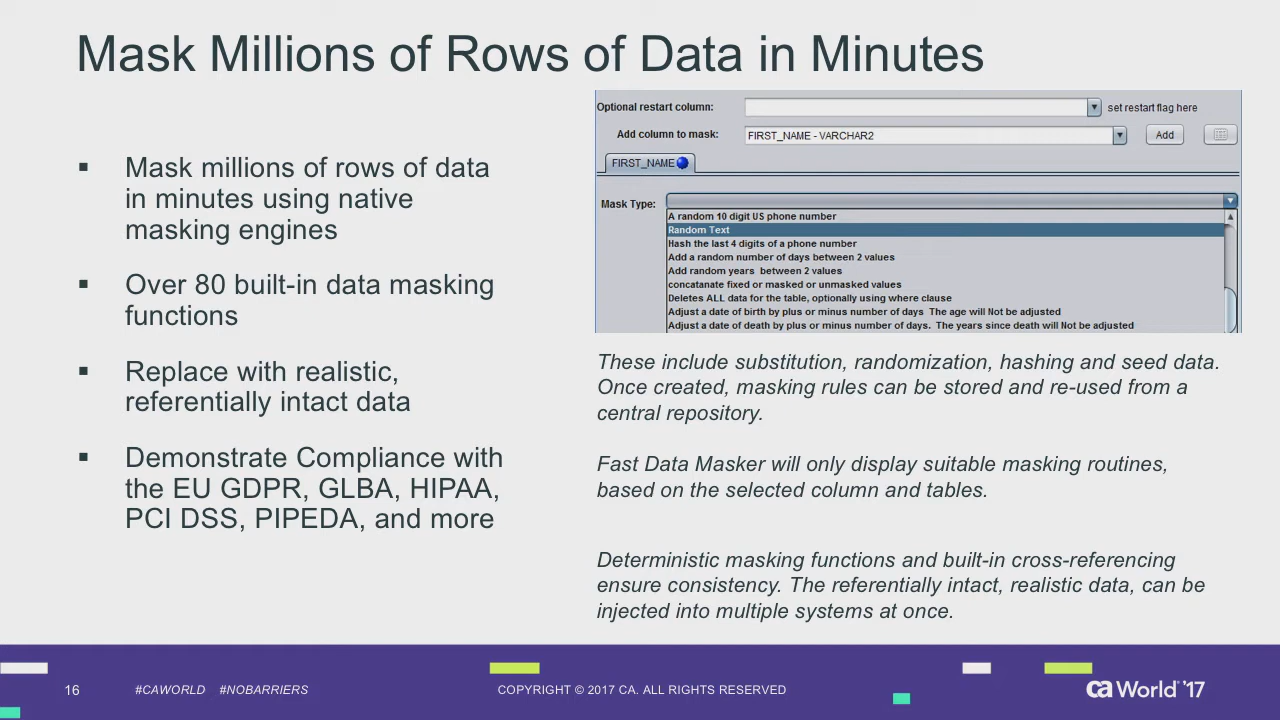 Mask Millions of Rows of Data in Minutes
▪ Mask millions of rows of data
in minutes using native
masking engines
▪ Over 80 built-in data masking
functions
▪ Replace with realistic,
referentially intact data
▪ Demonstrate Compliance with
the EU GDPR, GLBA, HIPAA,
PCI DSS, PIPEDA, and more
Optional restart column: set restart flag here
Add column to mask: FIRST_NAME - VARCHAR2 Add
FIRST_NAME
Mask Type:
A random 10 digit US phone number
Random Text
Hash the last 4 digits of a phone number
Add a random number of days between 2 values
Add random years  between 2 values
concatanate fixed or masked or unmasked values
Deletes ALL data for the table, optionally using where clause
Adjust a date of birth by plus or minus number of days  The age will Not be adjusted
Adjust a date of death by plus or minus number of days.  The years since death will Not be adjusted
These include substitution, randomization, hashing and seed data.
Once created, masking rules can be stored and re-used from a
central repository.
Fast Data Masker will only display suitable masking routines,
based on the selected column and tables.
Deterministic masking functions and built-in cross-referencing
ensure consistency. The referentially intact, realistic data, can be
injected into multiple systems at once.
16 #CAWORLD #NOBARRIERS COPYRIGHT © 2017 CA. ALL RIGHTS RESERVED ca World '17